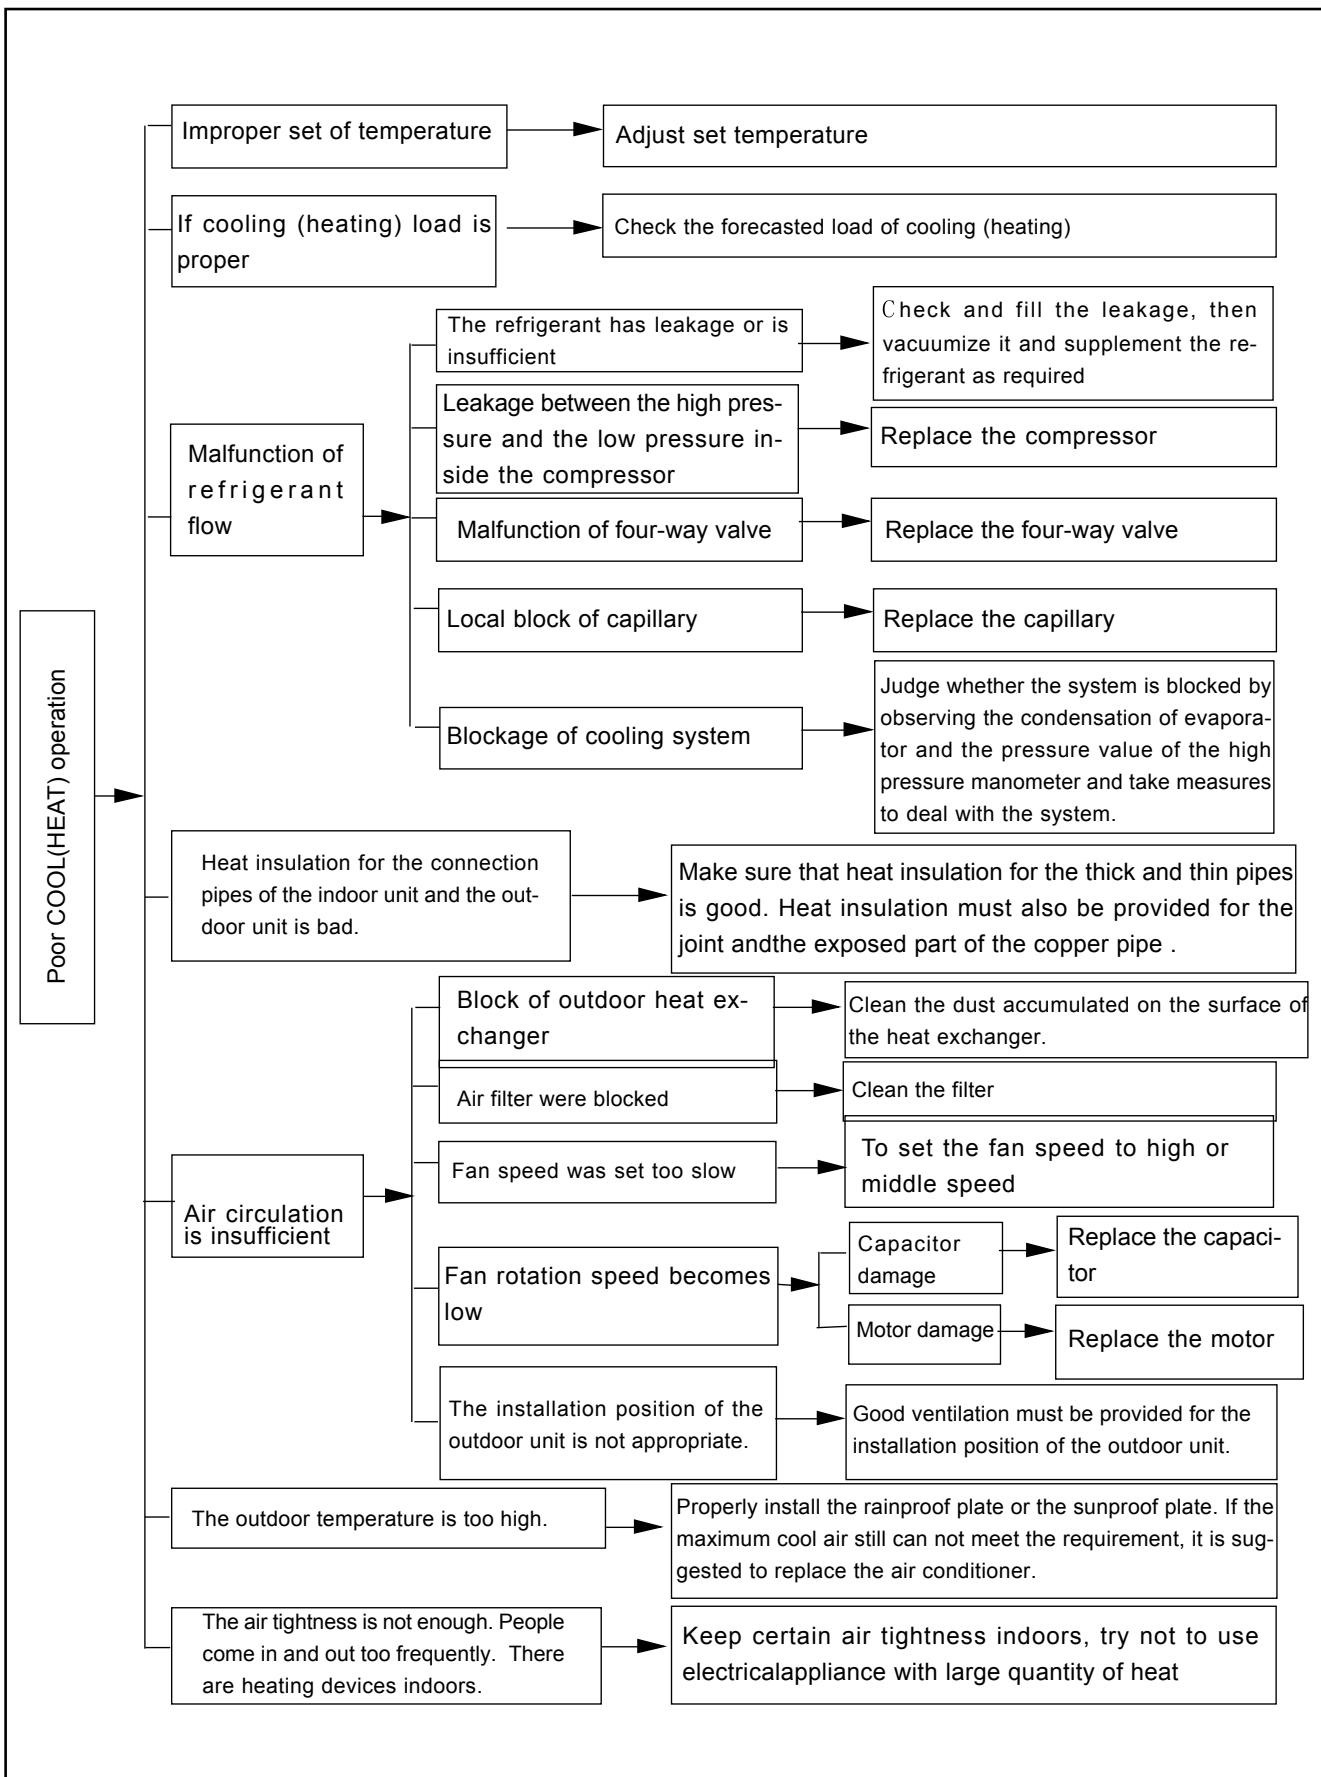 Poor COOL(HEAT) operation
Improper set of temperature
Adjust set temperature
If cooling (heating) load is
proper
Check the forecasted load of cooling (heating)
Malfunction of
refrigerant
flow
The refrigerant has leakage or is
insufficient
Check and fill the leakage, then
vacuumize it and supplement the re-
frigerant as required
Leakage between the high pres-
sure and the low pressure in-
side the compressor
Replace the compressor
Malfunction of four-way valve
Replace the four-way valve
Local block of capillary
Replace the capillary
Blockage of cooling system
Judge whether the system is blocked by
observing the condensation of evapora-
tor and the pressure value of the high
pressure manometer and take measures
to deal with the system.
Heat insulation for the connection
pipes of the indoor unit and the out-
door unit is bad.
Make sure that heat insulation for the thick and thin pipes
is good. Heat insulation must also be provided for the
joint andthe exposed part of the copper pipe .
Air circulation
is insufficient
Block of outdoor heat ex-
changer
Clean the dust accumulated on the surface of
the heat exchanger.
Air filter were blocked
Clean the filter
Fan speed was set too slow
To set the fan speed to high or
middle speed
Fan rotation speed becomes
low
Capacitor
damage
Replace the capaci-
tor
Motor damage
Replace the motor
The installation position of the
outdoor unit is not appropriate.
Good ventilation must be provided for the
installation position of the outdoor unit.
The outdoor temperature is too high.
Properly install the rainproof plate or the sunproof plate. If the
maximum cool air still can not meet the requirement, it is sug-
gested to replace the air conditioner.
The air tightness is not enough. People
come in and out too frequently.  There
are heating devices indoors.
Keep certain air tightness indoors, try not to use
electricalappliance with large quantity of heat